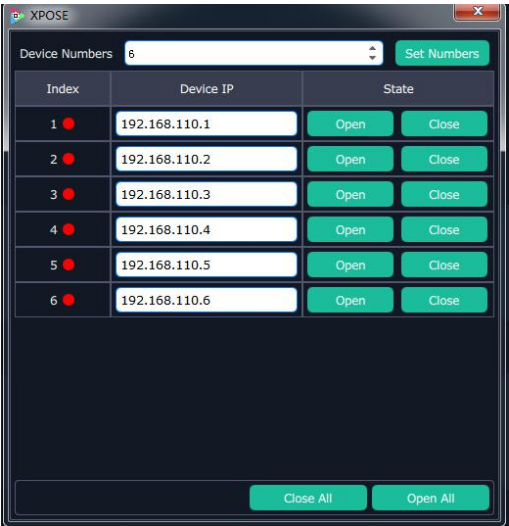 XPOSE
Device Numbers 6 Set Numbers
Index Device IP State
1 192.168.110.1 Open Close
2 192.168.110.2 Open Close
3 192.168.110.3 Open Close
4 192.168.110.4 Open Close
5 192.168.110.5 Open Close
6 192.168.110.6 Open Close
Close All Open All